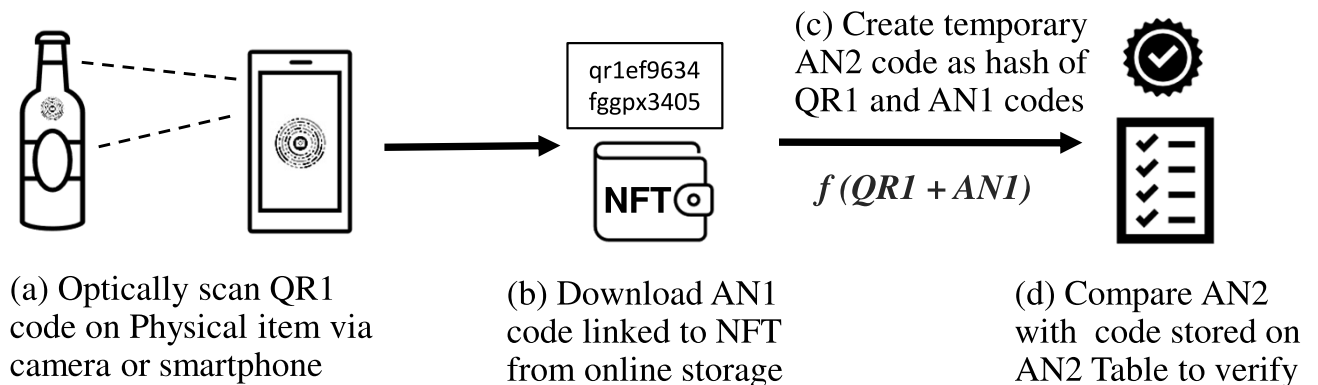 (c) Create temporary
AN2 code as hash of
QR1 and AN1 codes
qr1ef9634
fggpx3405
f (QR1 + AN1)
NFT
(a) Optically scan QR1
code on Physical item via
camera or smartphone
(b) Download AN1
code linked to NFT
from online storage
(d) Compare AN2
with code stored on
AN2 Table to verify